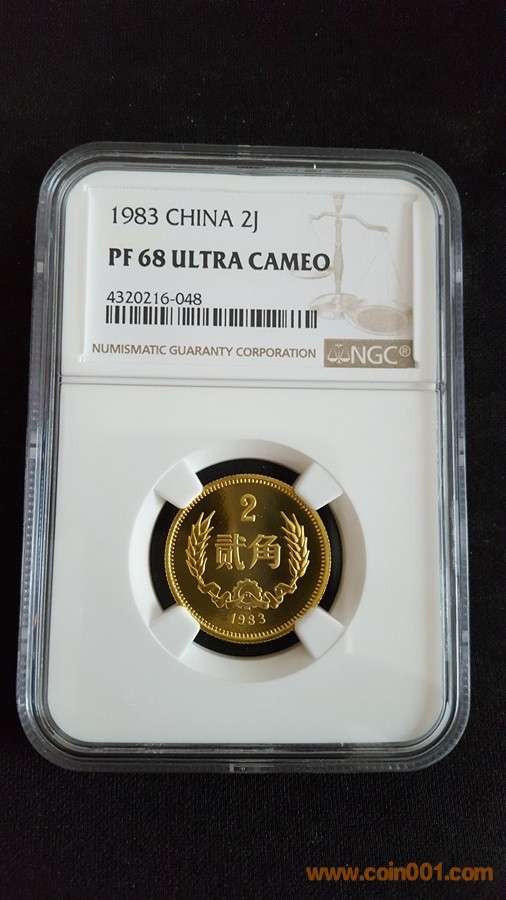 1983 CHINA 2J
PF 68 ULTRA CAMEO
4320216-048
NUMISMATIC GUARANTY CORPORATION NGC®
2
贰角
1983
www.coin001.com